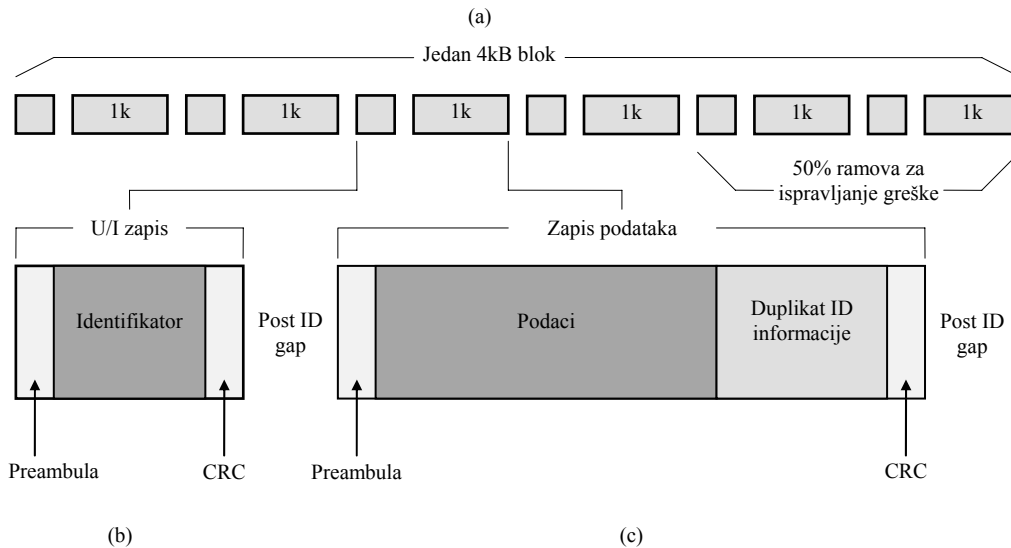 (a)
Jedan 4kB blok
1k 1k 1k 1k 1k 1k
50% ramova za
ispravljanje greške
U/I zapis
Zapis podataka
Identifikator
Post ID
gap
Podaci
Duplikat ID
informacije
Post ID
gap
Preambula
CRC
Preambula
CRC
(b)
(c)